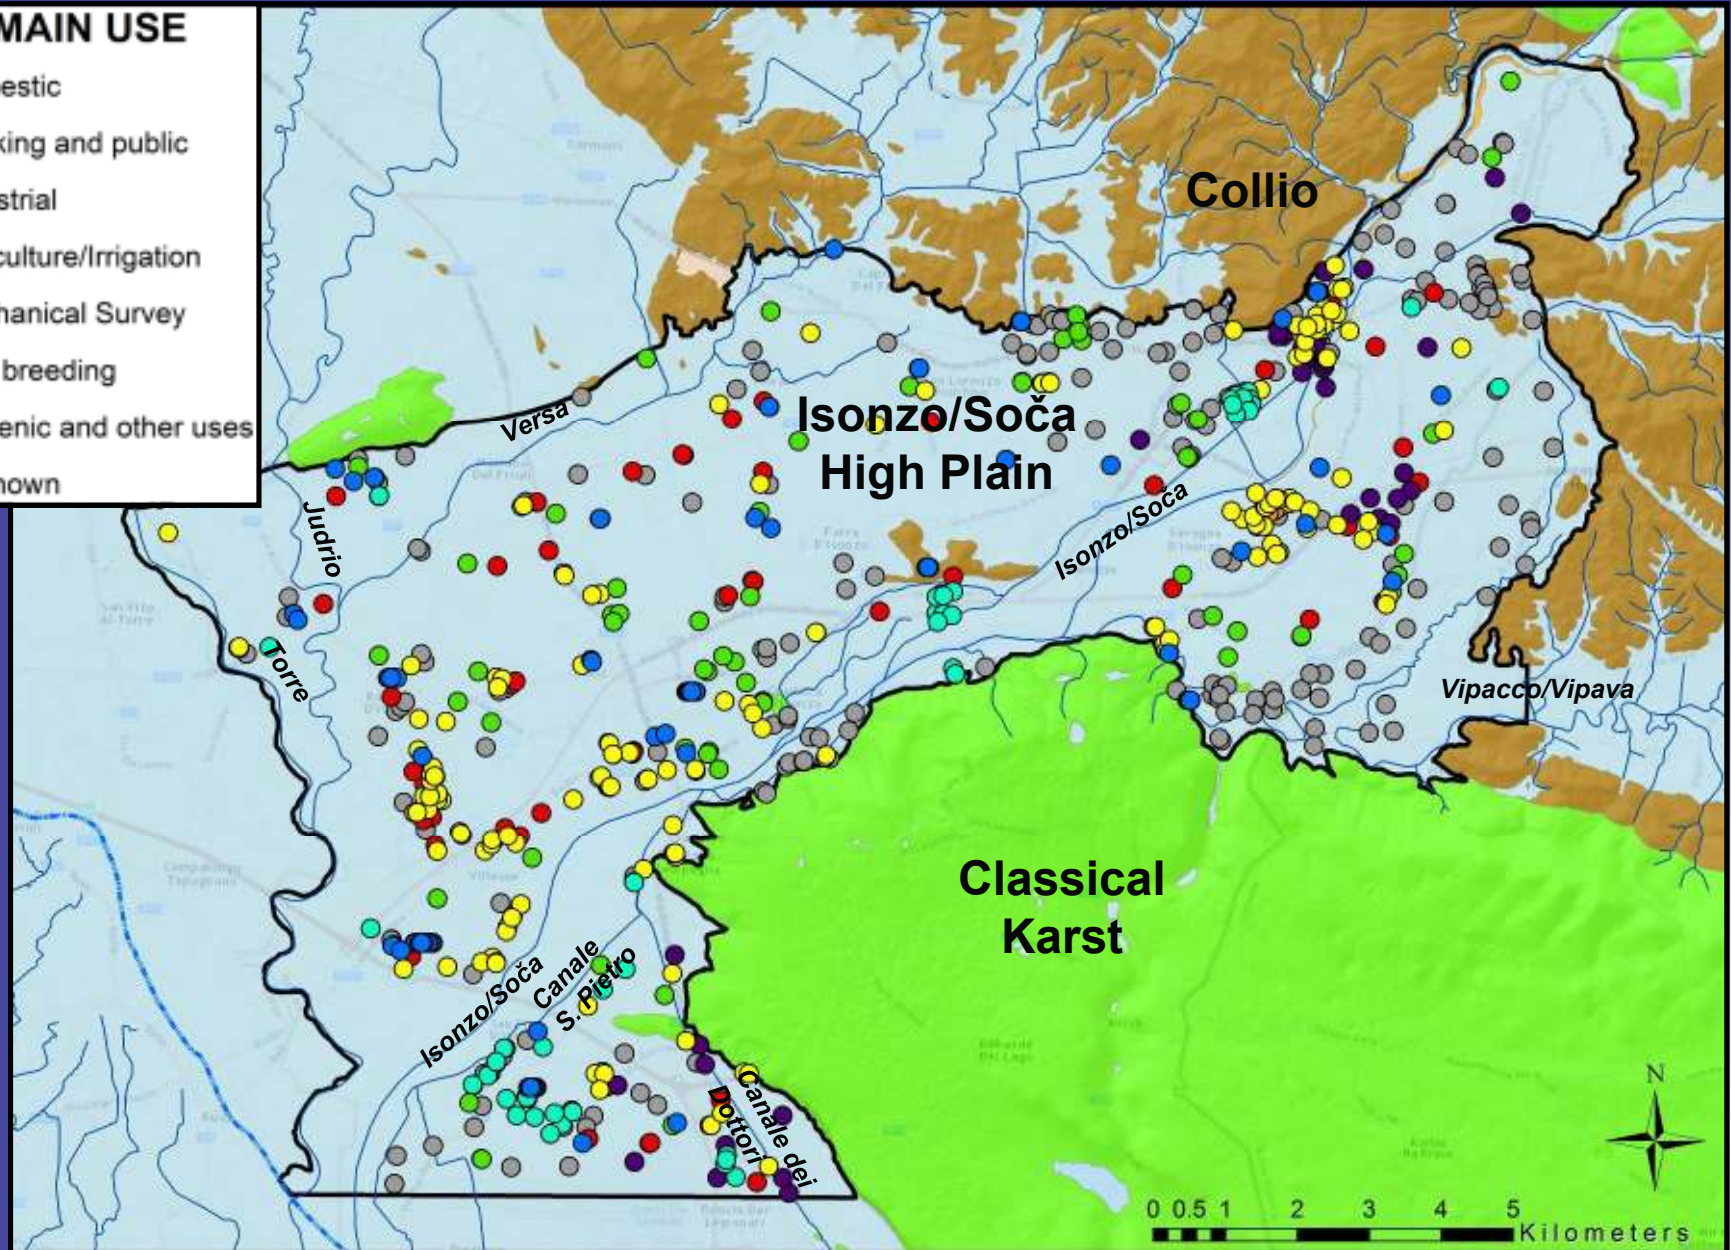 MAIN USE
estic
king and public
strial
culture/Irrigation
hanical Survey
breeding
enic and other uses
nown
Collio
Isonzo/Soča
High Plain
Versa
Judrio
Isonzo/Soča
Torre
Vipacco/Vipava
Classical
Karst
Isonzo/Soča
Canale
S. Pietro
Canale dei
Dottori
N
0 0.5 1 2 3 4 5
Kilometers